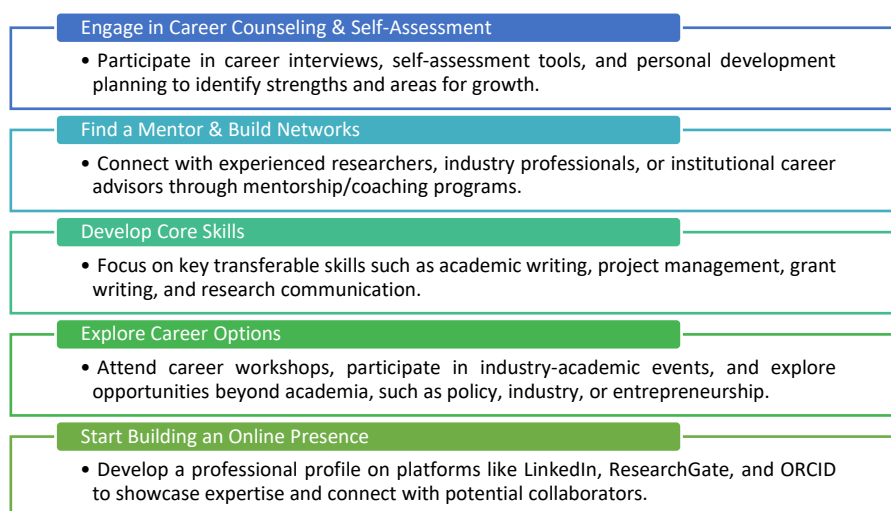 Engage in Career Counseling & Self-Assessment
• Participate in career interviews, self-assessment tools, and personal development
planning to identify strengths and areas for growth.
Find a Mentor & Build Networks
• Connect with experienced researchers, industry professionals, or institutional career
advisors through mentorship/coaching programs.
Develop Core Skills
• Focus on key transferable skills such as academic writing, project management, grant
writing, and research communication.
Explore Career Options
• Attend career workshops, participate in industry-academic events, and explore
opportunities beyond academia, such as policy, industry, or entrepreneurship.
Start Building an Online Presence
• Develop a professional profile on platforms like LinkedIn, ResearchGate, and ORCID
to showcase expertise and connect with potential collaborators.